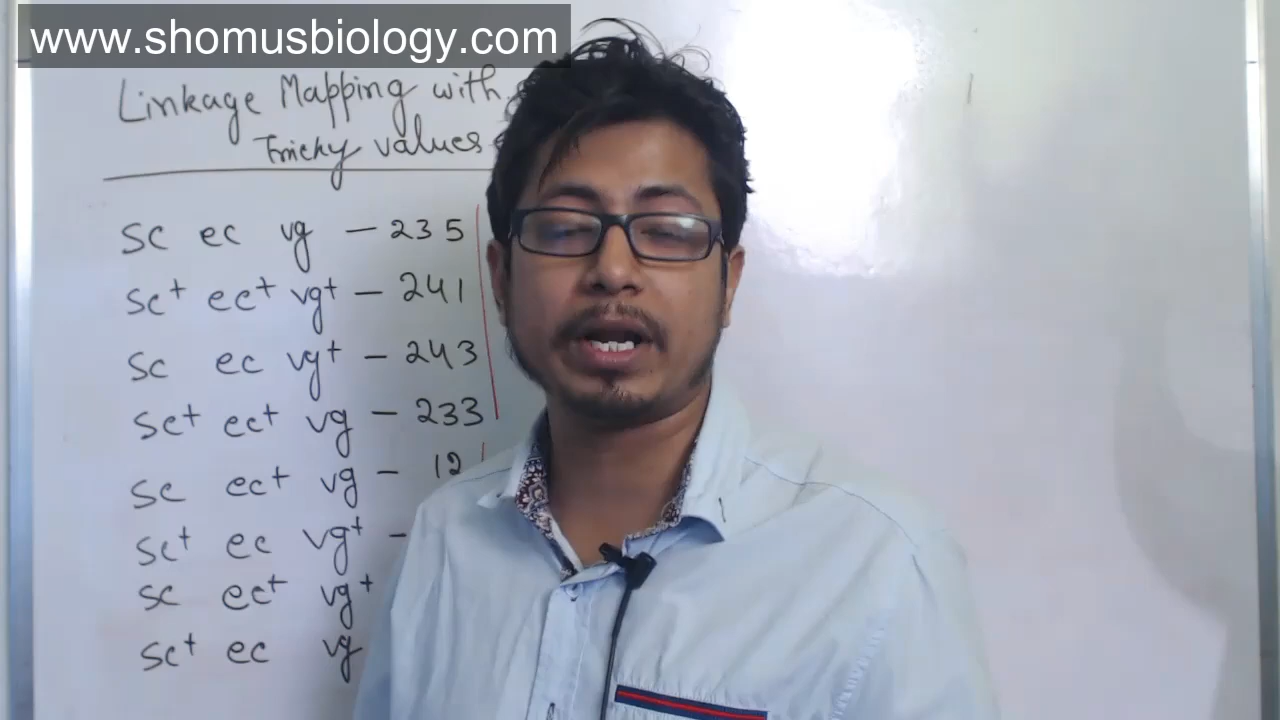 www.shomusbiology.com
Linkage Mapping with
Tricky values
sc ec vg - 235
sc+ ec+ vg+ - 241
sc ec vg+ - 243
sc+ ec+ vg - 233
sc ec+ vg - 12
sc+ ec vg+ -
sc ec+ vg+
sc+ ec vg